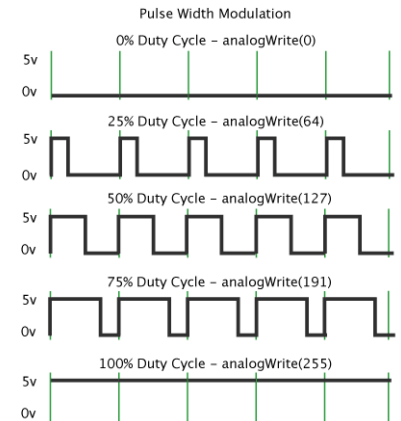 Pulse Width Modulation
0% Duty Cycle – analogWrite(0)
5v
0v
25% Duty Cycle – analogWrite(64)
5v
0v
50% Duty Cycle – analogWrite(127)
5v
0v
75% Duty Cycle – analogWrite(191)
5v
0v
100% Duty Cycle – analogWrite(255)
5v
0v